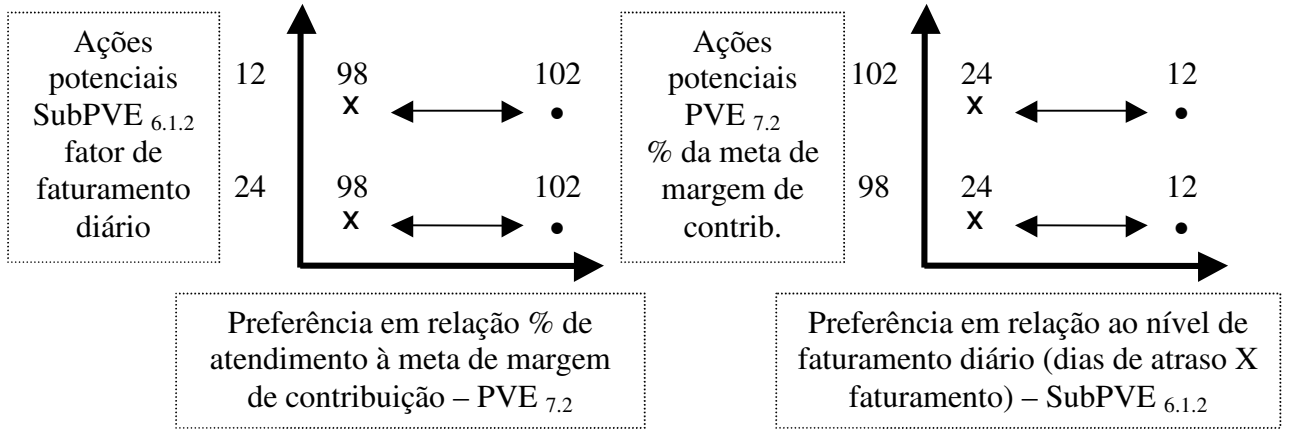 Ações
potenciais
SubPVE 6.1.2
fator de
faturamento
diário
12 98 102
X •
24 98 102
X •
Preferência em relação % de
atendimento à meta de margem
de contribuição – PVE 7.2
Ações
potenciais
PVE 7.2
% da meta de
margem de
contrib.
102 24 12
X •
98 24 12
X •
Preferência em relação ao nível de
faturamento diário (dias de atraso X
faturamento) – SubPVE 6.1.2